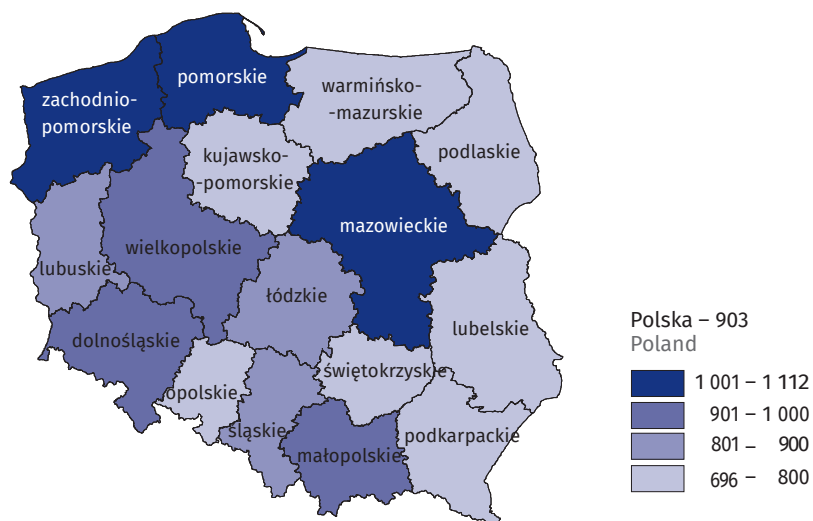 pomorskie
zachodnio-
pomorskie
warmińsko-
-mazurskie
kujawsko-
-pomorskie
podlaskie
mazowieckie
wielkopolskie
lubuskie
łódzkie
dolnośląskie
lubelskie
opolskie
świętokrzyskie
śląskie
małopolskie
podkarpackie
Polska – 903
Poland
1 001 – 1 112
901 – 1 000
801 – 900
696 – 800